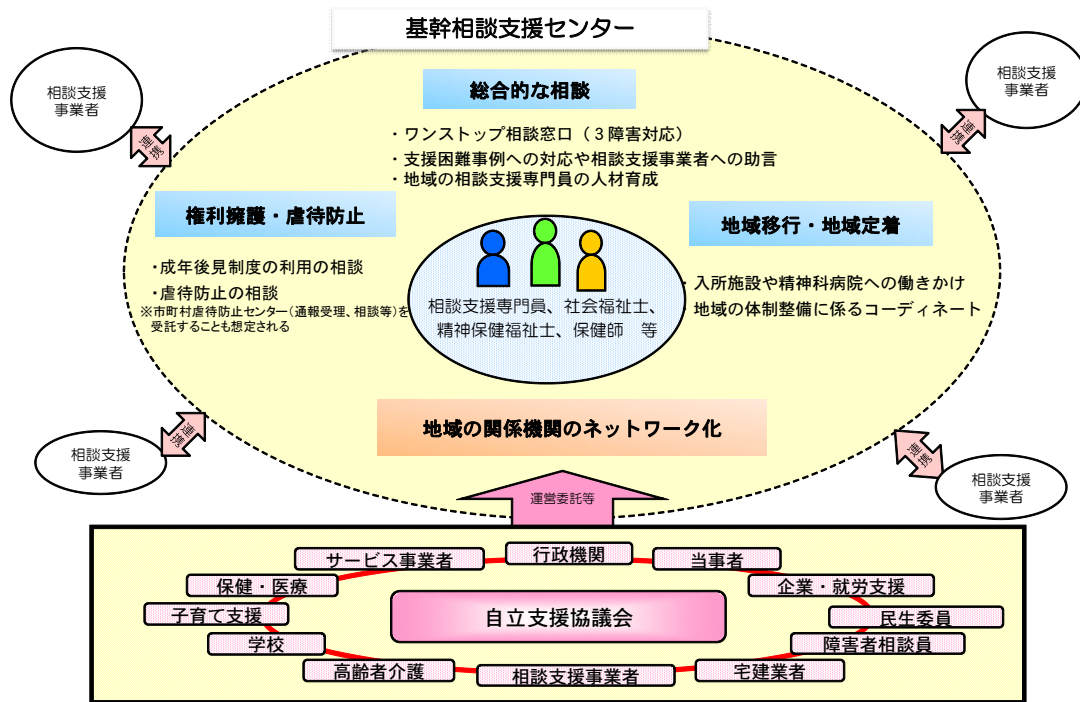 基幹相談支援センター
相談支援
事業者
相談支援
事業者
連携
連携
総合的な相談
・ワンストップ相談窓口（３障害対応）
・支援困難事例への対応や相談支援事業者への助言
・地域の相談支援専門員の人材育成
権利擁護・虐待防止
・成年後見制度の利用の相談
・虐待防止の相談
※市町村虐待防止センター（通報受理、相談等）を
受託することも想定される
地域移行・地域定着
・入所施設や精神科病院への働きかけ
・地域の体制整備に係るコーディネート
相談支援専門員、社会福祉士、
精神保健福祉士、保健師　等
地域の関係機関のネットワーク化
連携
連携
相談支援
事業者
相談支援
事業者
運営委託等
サービス事業者
行政機関
当事者
保健・医療
企業・就労支援
子育て支援
自立支援協議会
民生委員
学校
障害者相談員
高齢者介護
相談支援事業者
宅建業者